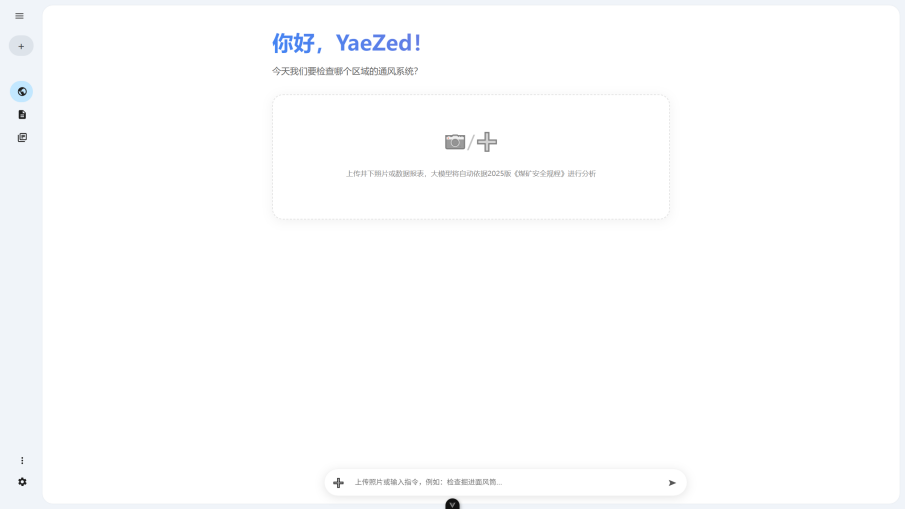 你好，YaeZed！
今天我们要检查哪个区域的通风系统？
上传井下照片或数据报表，大模型将自动依据2025版《煤矿安全规程》进行分析
上传照片或输入指令，例如：检查掘进面风筒...